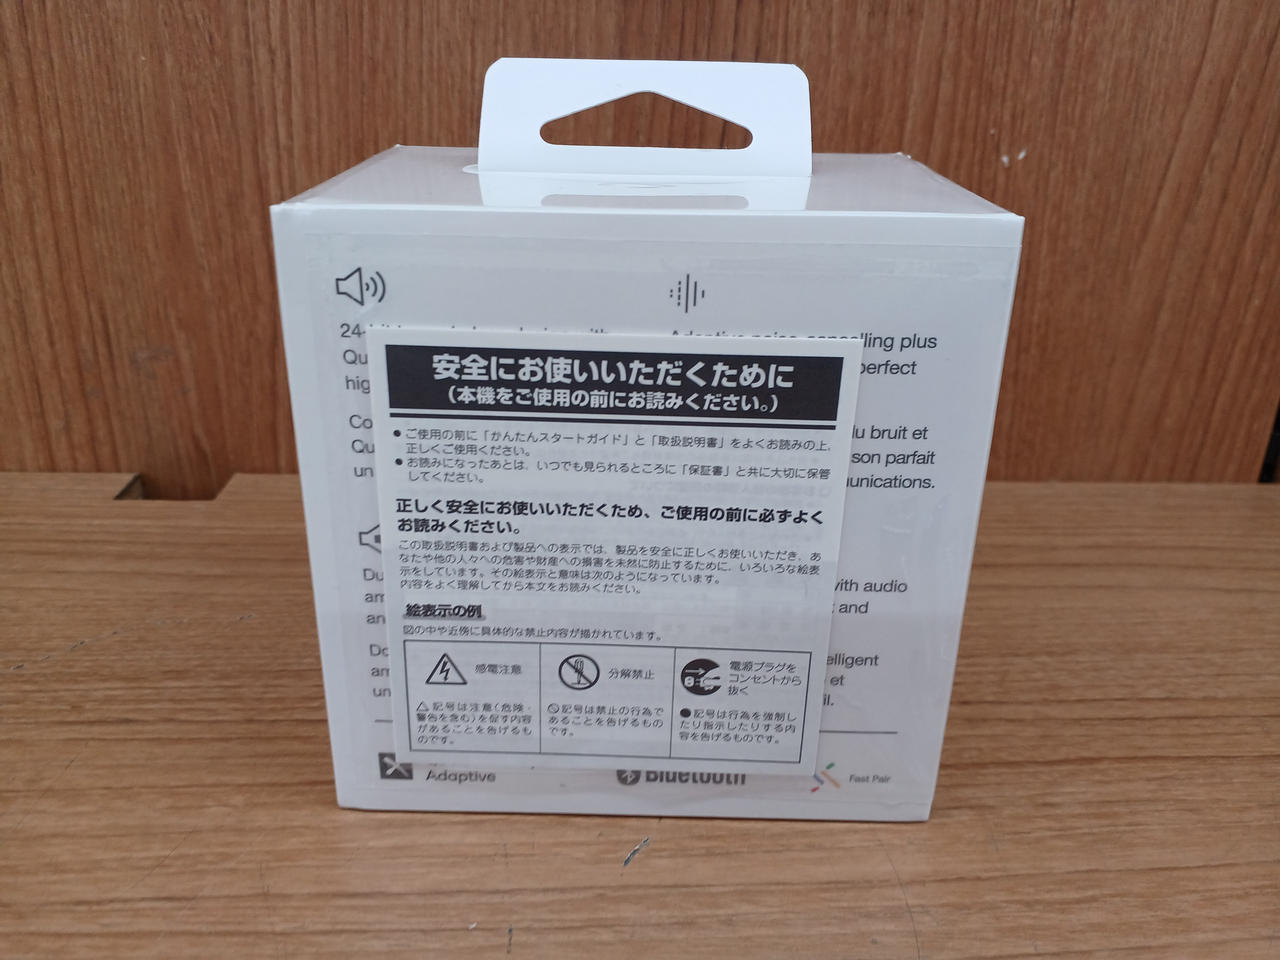 24-
Qu
hig
Adaptive noise cancelling plus
perfect
Co
Qu
un
du bruit et
son parfait
unications.
安全にお使いいただくために
(本機をご使用の前にお読みください。)
●ご使用の前に「かんたんスタートガイド」と「取扱説明書」をよくお読みの上、
正しくご使用ください。
●お読みになったあとは、いつでも見られるところに「保証書」と共に大切に保管
してください。
正しく安全にお使いいただくため、ご使用の前に必ずよく
お読みください。
この取扱説明書および製品への表示では、製品を安全に正しくお使いいただき、あ
なたや他の人々への危害や財産への損害を未然に防止するために、いろいろな絵表
示をしています。その絵表示と意味は次のようになっています。
内容をよく理解してから本文をお読みください。
絵表示の例
図の中や近傍に具体的な禁止内容が描かれています。
感電注意
△記号は注意(危険・
警告を含む)を促す内容
があることを告げるも
のです。
分解禁止
記号は禁止の行為で
あることを告げるもの
です。
電源プラグを
コンセントから
抜く
●記号は行為を強制し
たり指示したりする内
容を告げるものです。
Du
am
an
with audio
and
Do
am
un
elligent
et
il.
Adaptive
Bluetooth
Fast Pair